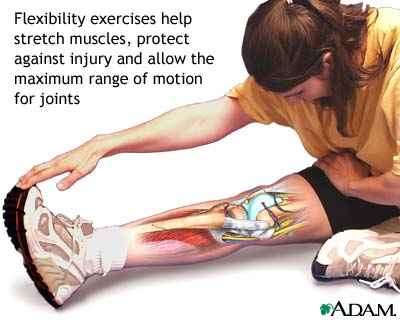 Flexibility exercises help
stretch muscles, protect
against injury and allow the
maximum range of motion
for joints
A.D.A.M.